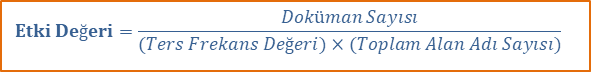 Etki Değeri = Doküman Sayısı / (Ters Frekans Değeri) × (Toplam Alan Adı Sayısı)